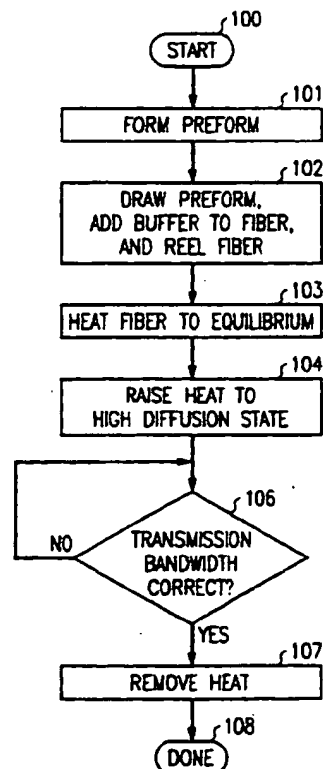 100
START
101
FORM PREFORM
102
DRAW PREFORM,
ADD BUFFER TO FIBER,
AND REEL FIBER
103
HEAT FIBER TO EQUILIBRIUM
104
RAISE HEAT TO
HIGH DIFFUSION STATE
106
NO
TRANSMISSION
BANDWIDTH
CORRECT?
YES
107
REMOVE HEAT
108
DONE